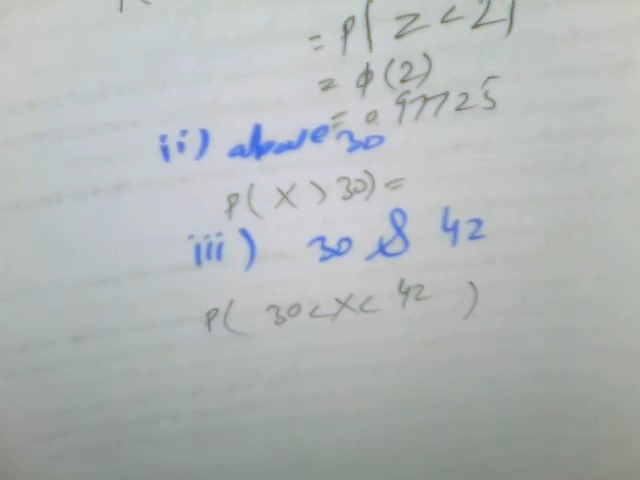 = P( Z < 2)
= φ(2)
= 0.97725
ii) above 30
P( X > 30) =
iii) 30 & 42
P( 30 < X < 42 )